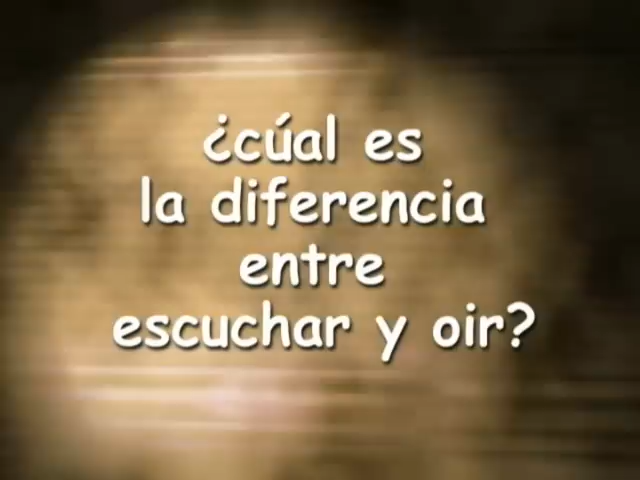 ¿cúal es
la diferencia
entre
escuchar y oir?